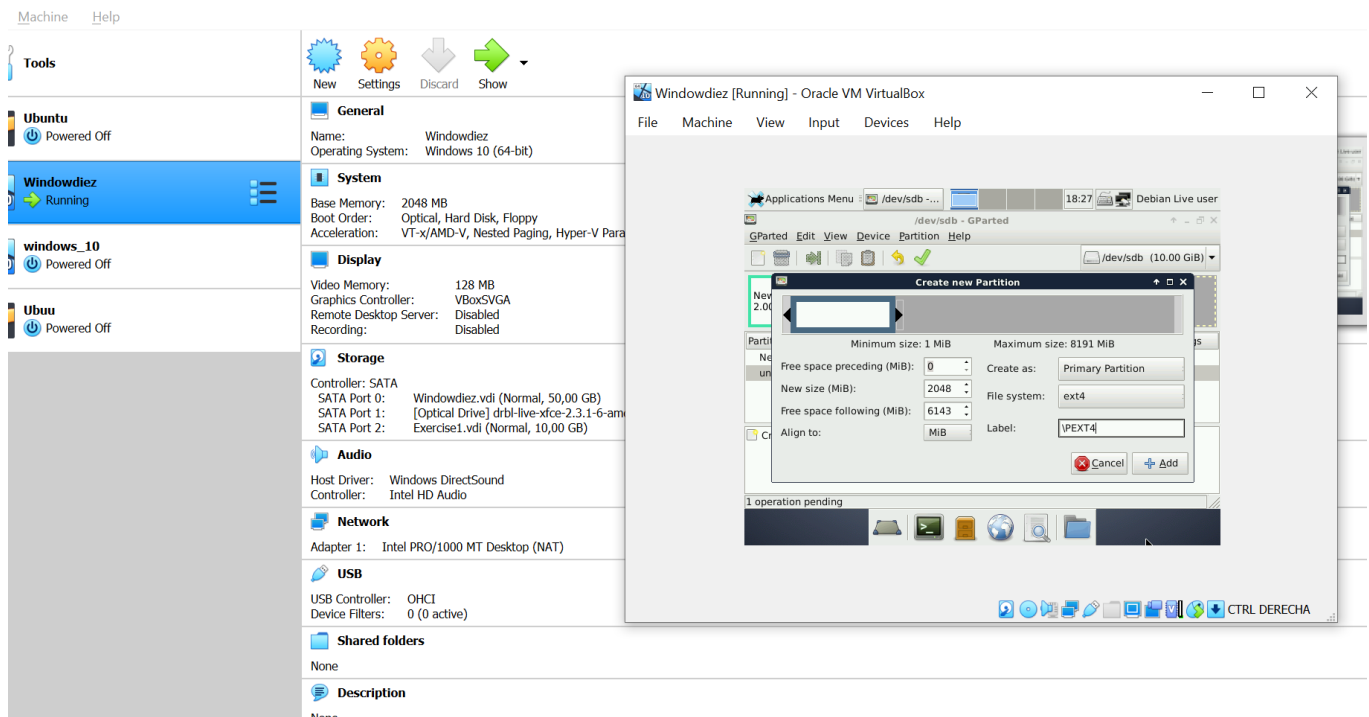 Machine Help
Tools
Ubuntu
Powered Off
Windowdiez
Running
windows_10
Powered Off
Ubuu
Powered Off
New Settings Discard Show
General
Name: Windowdiez
Operating System: Windows 10 (64-bit)
System
Base Memory: 2048 MB
Boot Order: Optical, Hard Disk, Floppy
Acceleration: VT-x/AMD-V, Nested Paging, Hyper-V Para
Display
Video Memory: 128 MB
Graphics Controller: VBoxSVGA
Remote Desktop Server: Disabled
Recording: Disabled
Storage
Controller: SATA
SATA Port 0: Windowdiez.vdi (Normal, 50,00 GB)
SATA Port 1: [Optical Drive] drbl-live-xfce-2.3.1-6-am
SATA Port 2: Exercise1.vdi (Normal, 10,00 GB)
Audio
Host Driver: Windows DirectSound
Controller: Intel HD Audio
Network
Adapter 1: Intel PRO/1000 MT Desktop (NAT)
USB
USB Controller: OHCI
Device Filters: 0 (0 active)
Shared folders
None
Description
None
Windowdiez [Running] - Oracle VM VirtualBox
File Machine View Input Devices Help
Applications Menu /dev/sdb -... 18:27 Debian Live user
/dev/sdb - GParted
GParted Edit View Device Partition Help
/dev/sdb (10.00 GiB)
New
2.00
Partit
Ne
un
gs
Cr
Create new Partition
Minimum size: 1 MiB Maximum size: 8191 MiB
Free space preceding (MiB): 0 Create as: Primary Partition
New size (MiB): 2048 File system: ext4
Free space following (MiB): 6143
Align to: MiB Label: \PEXT4
Cancel Add
1 operation pending
CTRL DERECHA